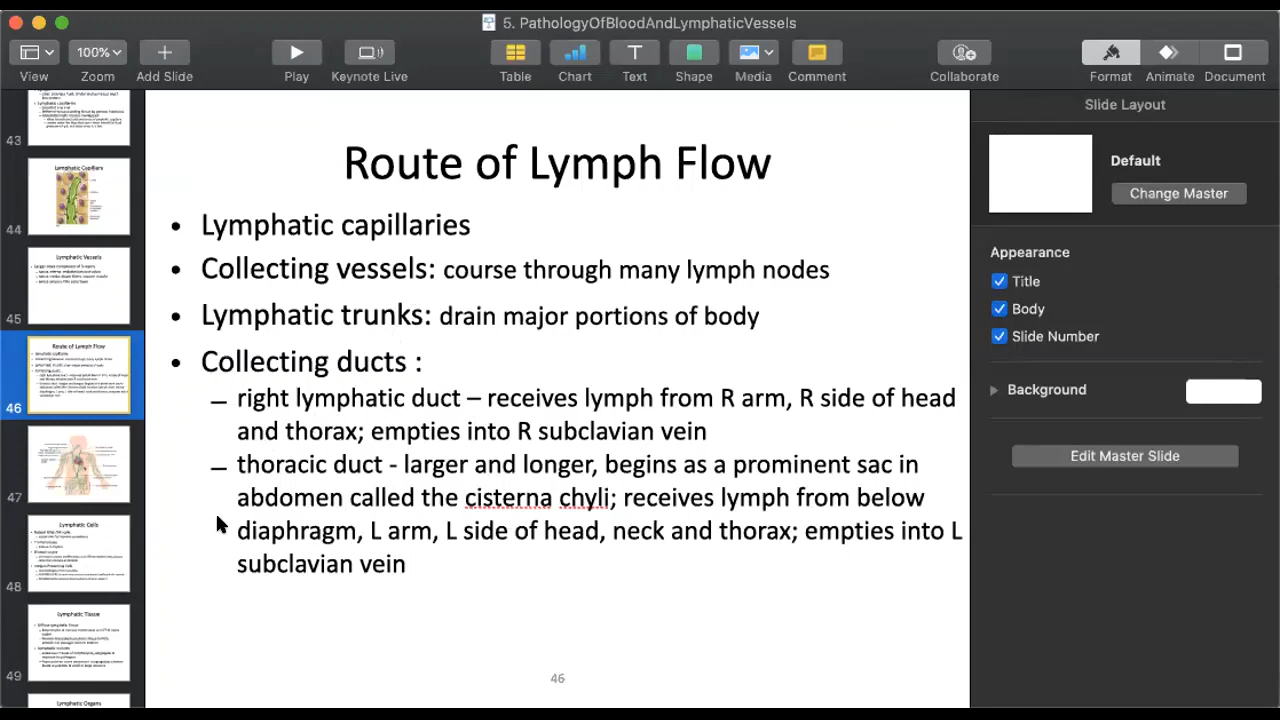 5. PathologyOfBloodAndLymphaticVessels
100%
View
Zoom
Add Slide
Play
Keynote Live
Table
Chart
Text
Shape
Media
Comment
Collaborate
Format
Animate
Document
43
Lymphatic Capillary
44
Lymphatic Vessels
45
Route of Lymph Flow
46
47
Lymphatic Cells
48
Lymphatic Tissue
49
Lymphatic Organs
Route of Lymph Flow
• Lymphatic capillaries
• Collecting vessels: course through many lymph nodes
• Lymphatic trunks: drain major portions of body
• Collecting ducts :
– right lymphatic duct – receives lymph from R arm, R side of head
and thorax; empties into R subclavian vein
– thoracic duct - larger and longer, begins as a prominent sac in
abdomen called the cisterna chyli; receives lymph from below
diaphragm, L arm, L side of head, neck and thorax; empties into L
subclavian vein
46
Slide Layout
Default
Change Master
Appearance
Title
Body
Slide Number
Background
Edit Master Slide